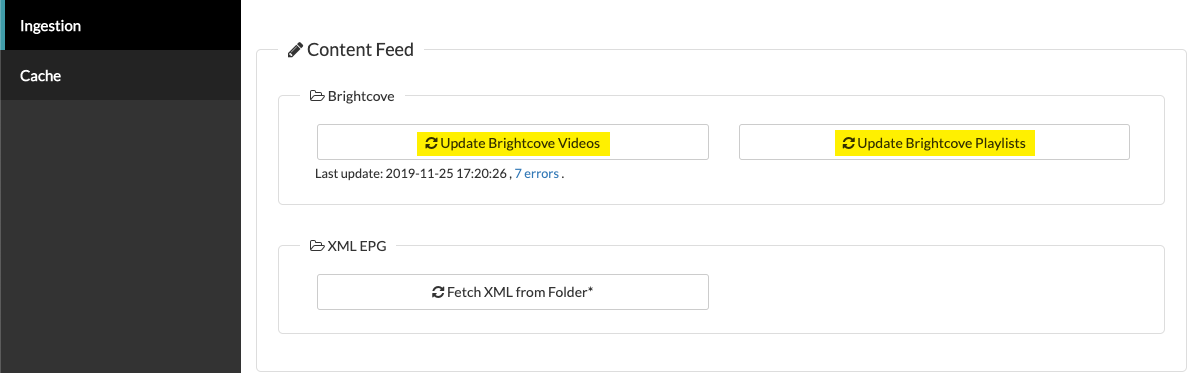 Ingestion
Cache
Content Feed
Brightcove
Update Brightcove Videos
Update Brightcove Playlists
Last update: 2019-11-25 17:20:26 , 7 errors .
XML EPG
Fetch XML from Folder*